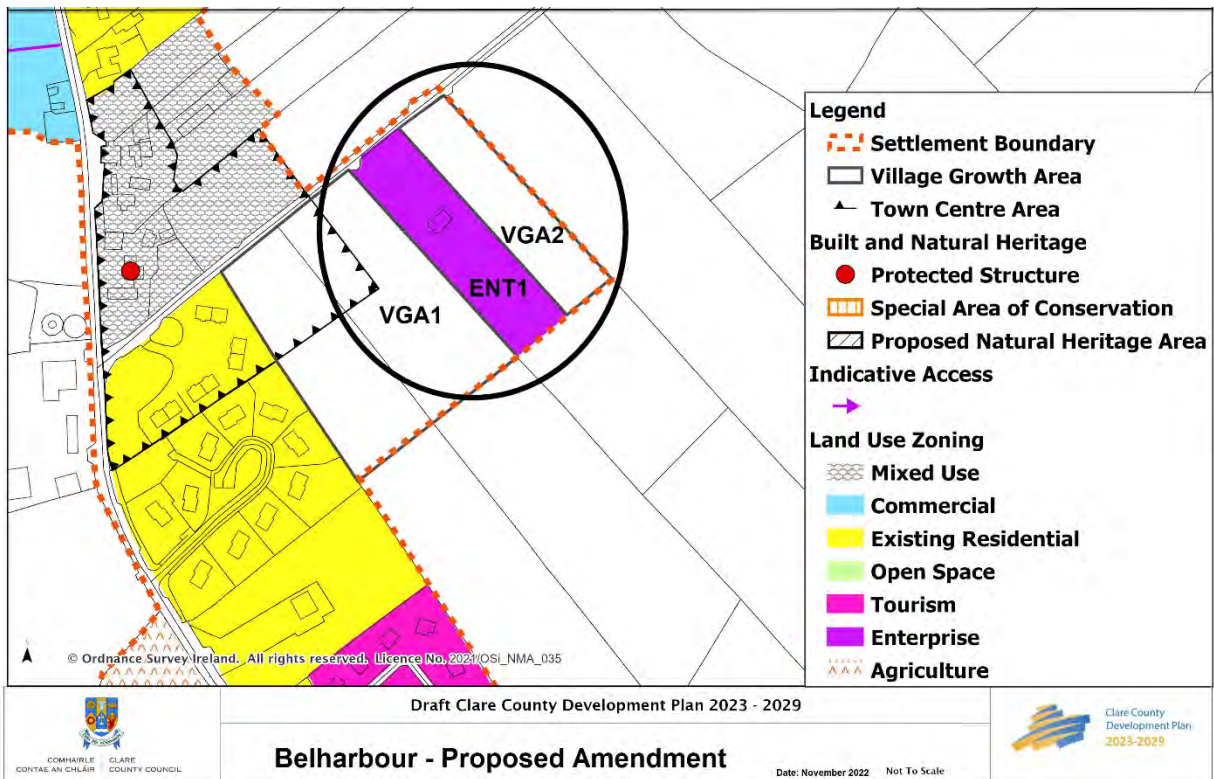 VGA2
ENT1
VGA1
© Ordnance Survey Ireland. All rights reserved. Licence No. 2021/OSi_NMA_035
Legend
Settlement Boundary
Village Growth Area
Town Centre Area
Built and Natural Heritage
Protected Structure
Special Area of Conservation
Proposed Natural Heritage Area
Indicative Access
Land Use Zoning
Mixed Use
Commercial
Existing Residential
Open Space
Tourism
Enterprise
Agriculture
COMHAIRLE CLARE
CONTAE AN CHLÁIR COUNTY COUNCIL
Draft Clare County Development Plan 2023 - 2029
Belharbour - Proposed Amendment
Date: November 2022 Not To Scale
Clare County
Development Plan
2023-2029